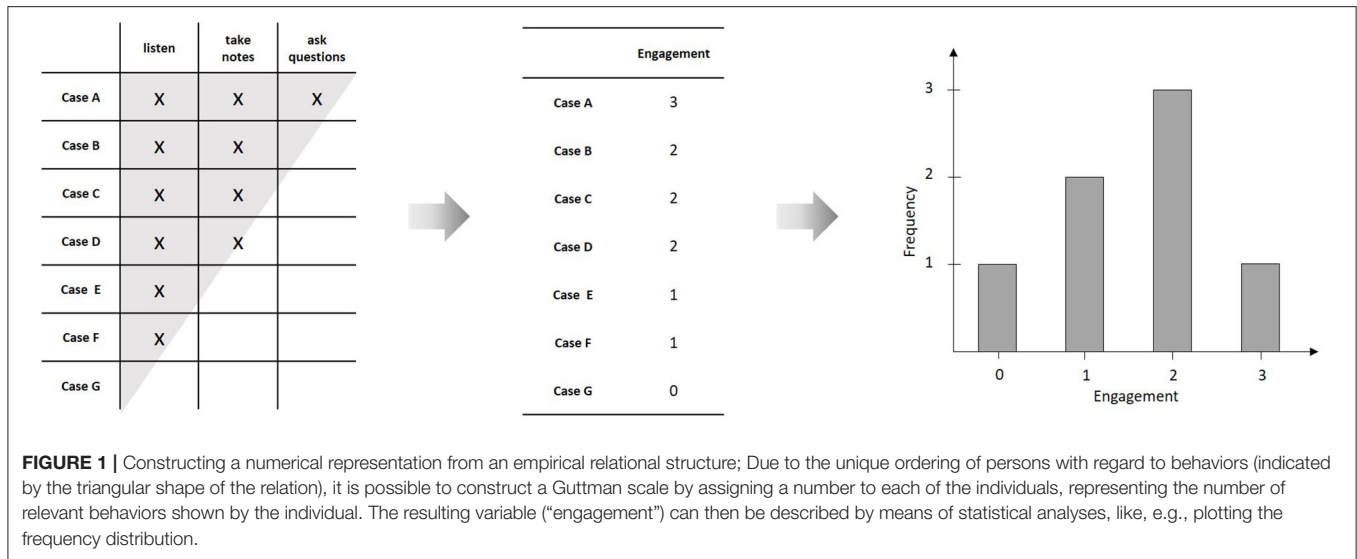 listen take notes ask questions
Case A X X X
Case B X X
Case C X X
Case D X X
Case E X
Case F X
Case G
Engagement
Case A 3
Case B 2
Case C 2
Case D 2
Case E 1
Case F 1
Case G 0
Frequency
3
2
1
0 1 2 3
Engagement
FIGURE 1 | Constructing a numerical representation from an empirical relational structure; Due to the unique ordering of persons with regard to behaviors (indicated
by the triangular shape of the relation), it is possible to construct a Guttman scale by assigning a number to each of the individuals, representing the number of
relevant behaviors shown by the individual. The resulting variable (“engagement”) can then be described by means of statistical analyses, like, e.g., plotting the
frequency distribution.